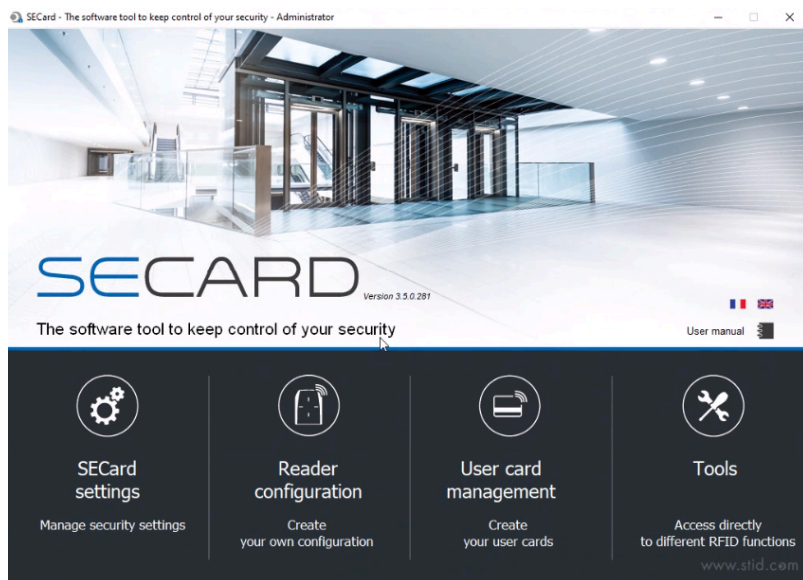 SECard - The software tool to keep control of your security - Administrator
SECARD
Version 3.5.0.281
The software tool to keep control of your security
User manual
SECard
settings
Manage security settings
Reader
configuration
Create
your own configuration
User card
management
Create
your user cards
Tools
Access directly
to different RFID functions
www.stid.com